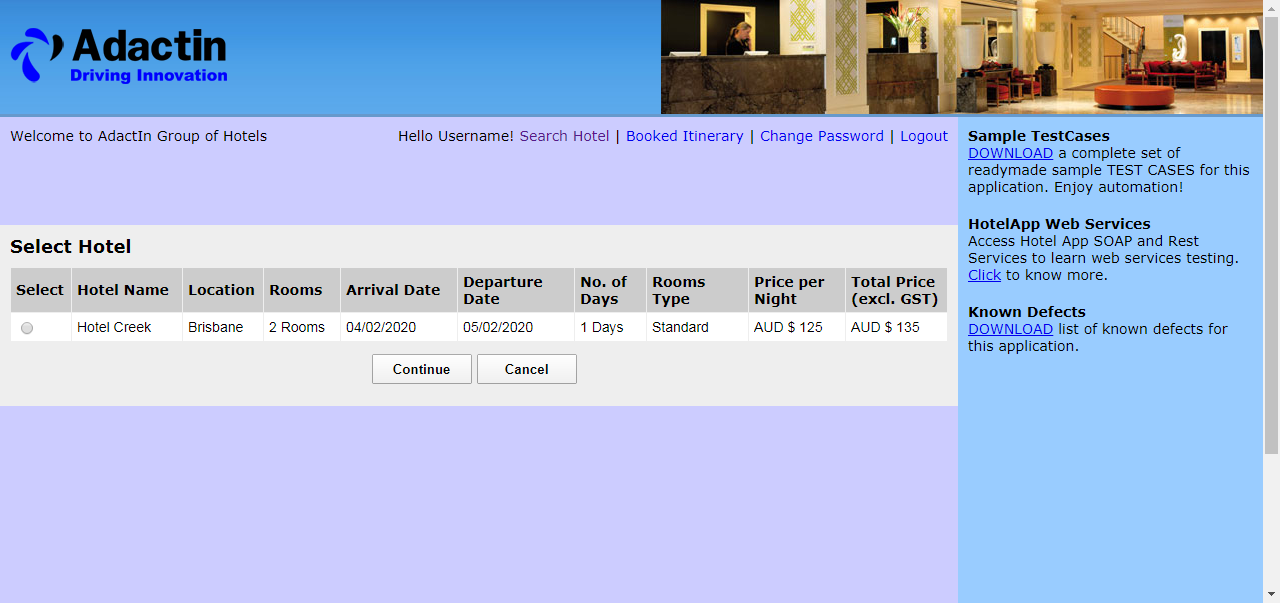 Adactin
Driving Innovation
Welcome to AdactIn Group of Hotels
Hello Username! Search Hotel | Booked Itinerary | Change Password | Logout
Select Hotel
Select Hotel Name Location Rooms Arrival Date Departure Date No. of Days Rooms Type Price per Night Total Price (excl. GST)
Hotel Creek Brisbane 2 Rooms 04/02/2020 05/02/2020 1 Days Standard AUD $ 125 AUD $ 135
Continue Cancel
Sample TestCases
DOWNLOAD a complete set of
readymade sample TEST CASES for this
application. Enjoy automation!
HotelApp Web Services
Access Hotel App SOAP and Rest
Services to learn web services testing.
Click to know more.
Known Defects
DOWNLOAD list of known defects for
this application.